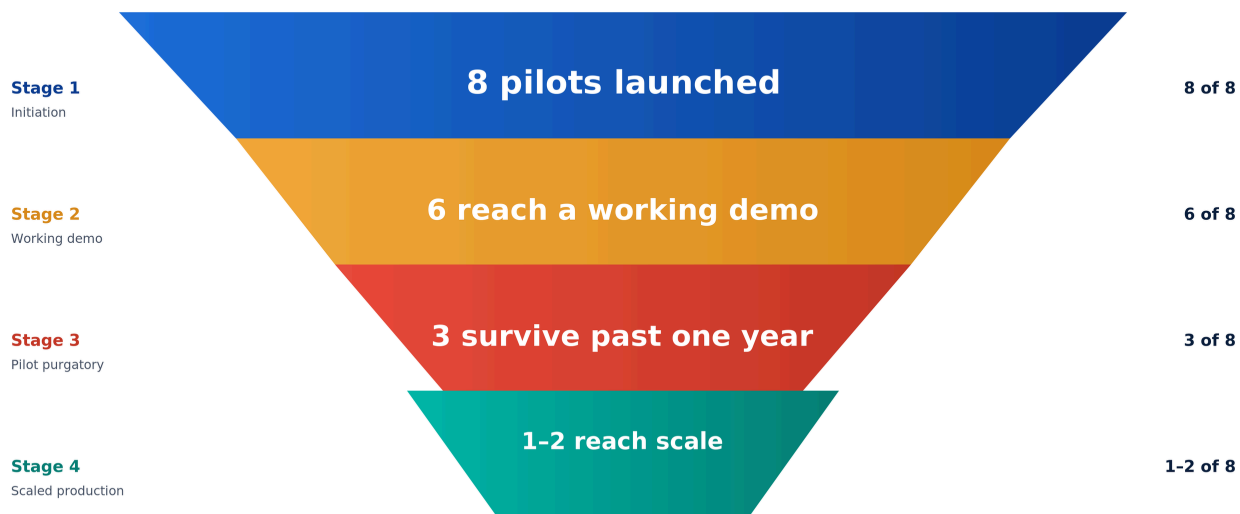 8 pilots launched
Stage 1
8 of 8
Initiation
6 reach a working demo
Stage 2
6 of 8
Working demo
3 survive past one year
Stage 3
3 of 8
Pilot purgatory
1–2 reach scale
Stage 4
1–2 of 8
Scaled production